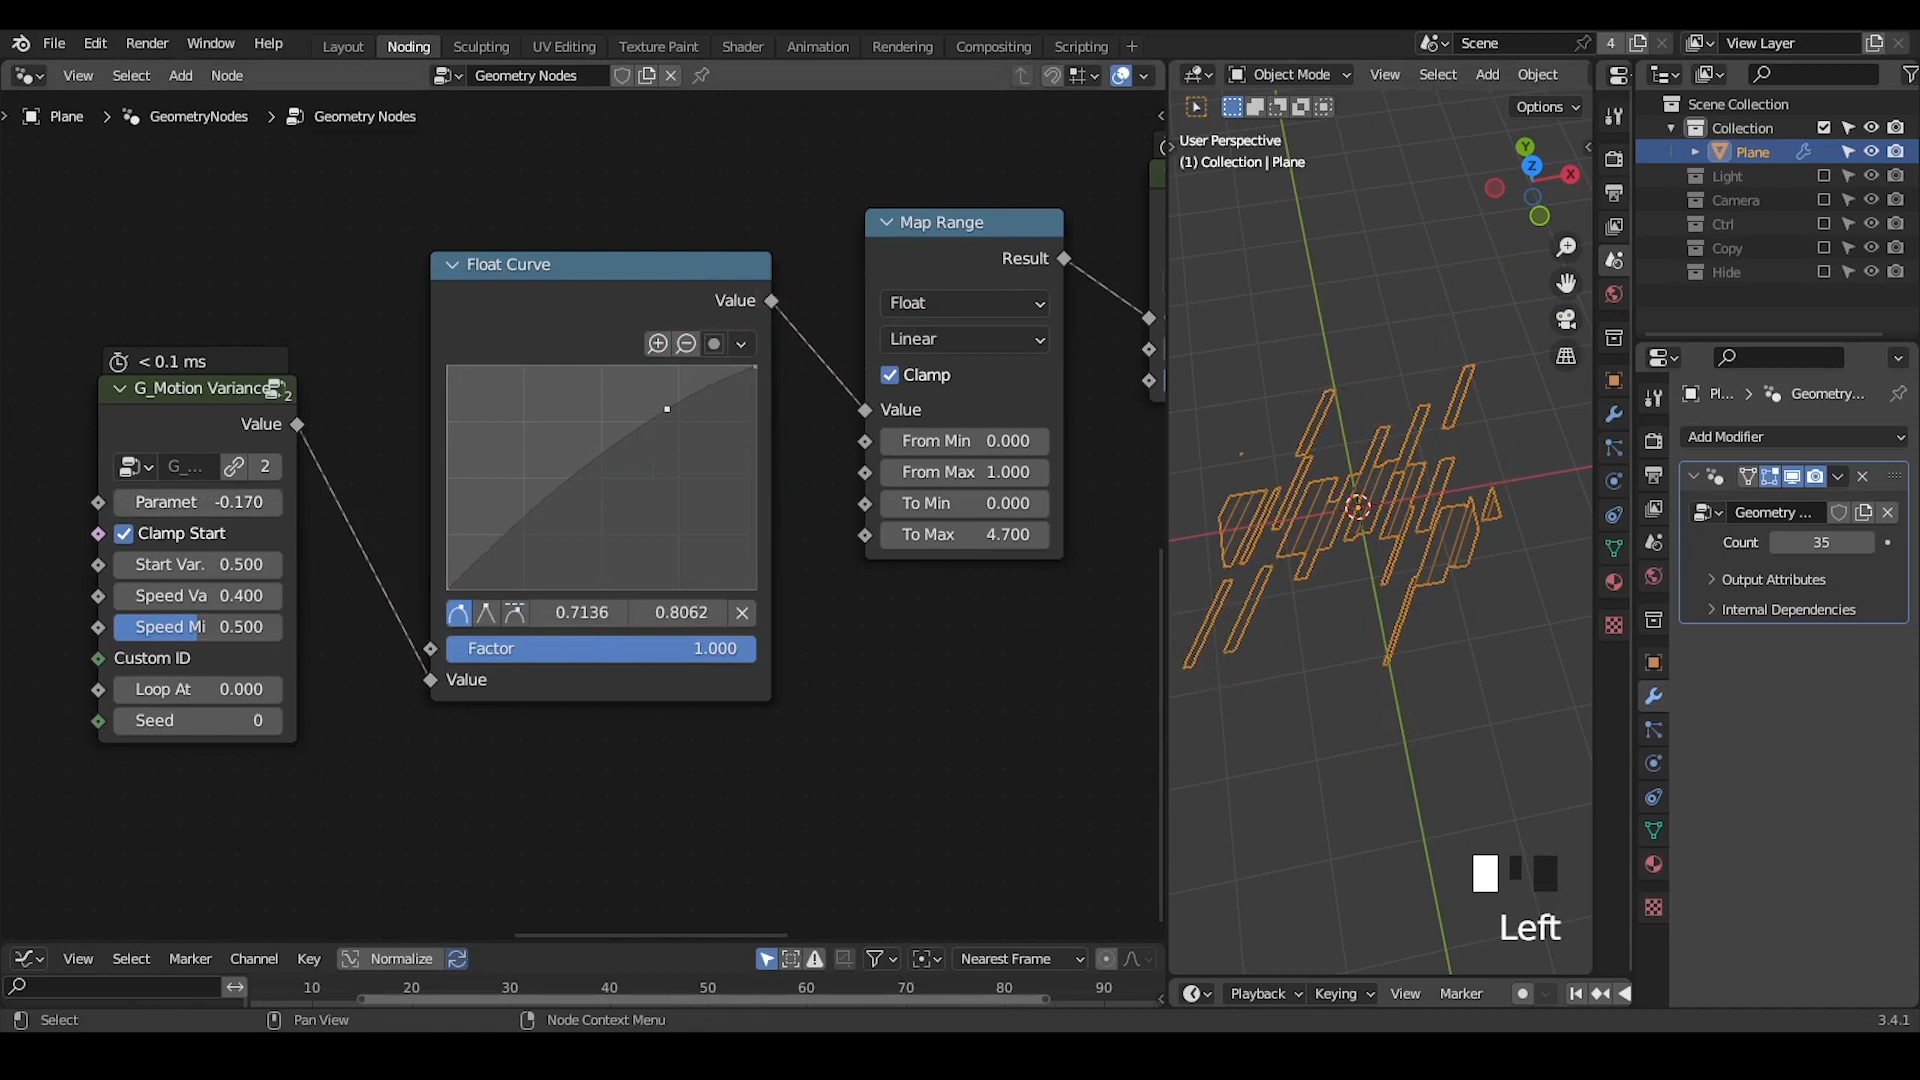 File Edit Render Window Help
Layout Noding Sculpting UV Editing Texture Paint Shader Animation Rendering Compositing Scripting
Scene 4 View Layer
View Select Add Node
Geometry Nodes
Object Mode View Select Add Object
Plane > GeometryNodes > Geometry Nodes
Options
User Perspective
(1) Collection | Plane
Y
Z
X
Scene Collection
Collection
Plane
Light
Camera
Ctrl
Copy
Hide
< 0.1 ms
G_Motion Variance 2
Value
G_... 2
Paramet -0.170
Clamp Start
Start Var. 0.500
Speed Va 0.400
Speed Mi 0.500
Custom ID
Loop At 0.000
Seed 0
Float Curve
Value
0.7136 0.8062
Factor 1.000
Value
Map Range
Result
Float
Linear
Clamp
Value
From Min 0.000
From Max 1.000
To Min 0.000
To Max 4.700
Pl... > Geometry...
Add Modifier
Geometry ...
Count 35
Output Attributes
Internal Dependencies
Left
View Select Marker Channel Key Normalize
Nearest Frame
10 20 30 40 50 60 70 80 90
Playback Keying View Marker
Select Pan View Node Context Menu
3.4.1